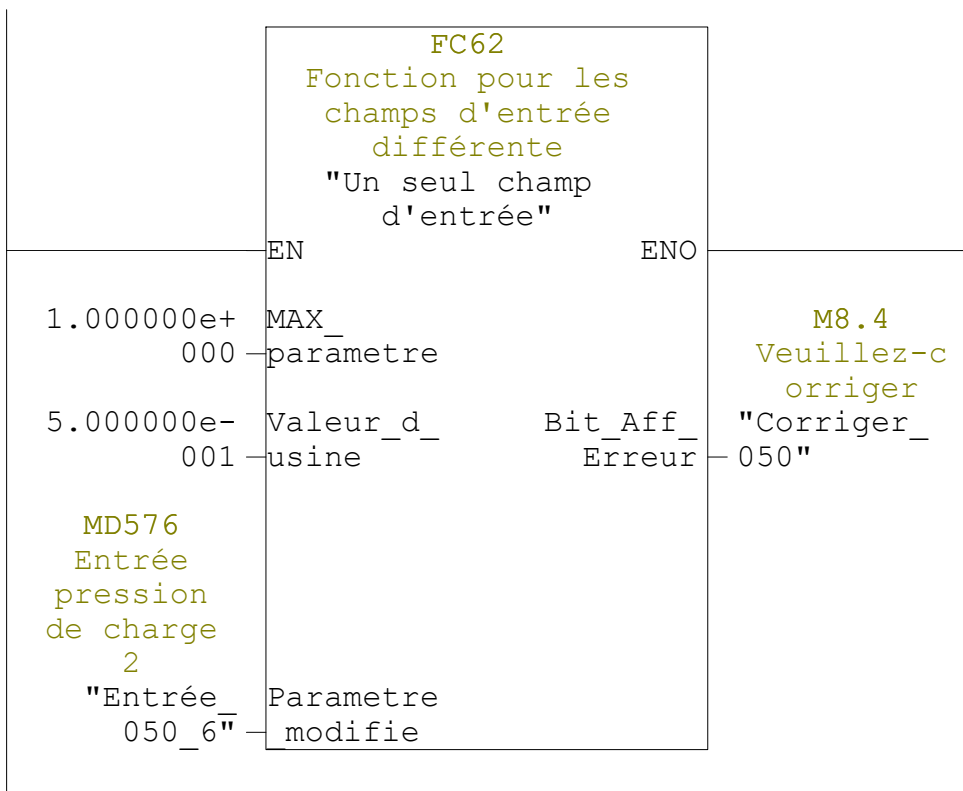 FC62
Fonction pour les
champs d'entrée
différente
"Un seul champ
d'entrée"
EN ENO
1.000000e+ MAX_
000 parametre
M8.4
Veuillez-c
orriger
5.000000e- Valeur_d_
001 usine
Bit_Aff_ "Corriger_
Erreur 050"
MD576
Entrée
pression
de charge
2
"Entrée_ Parametre
050_6" _modifie